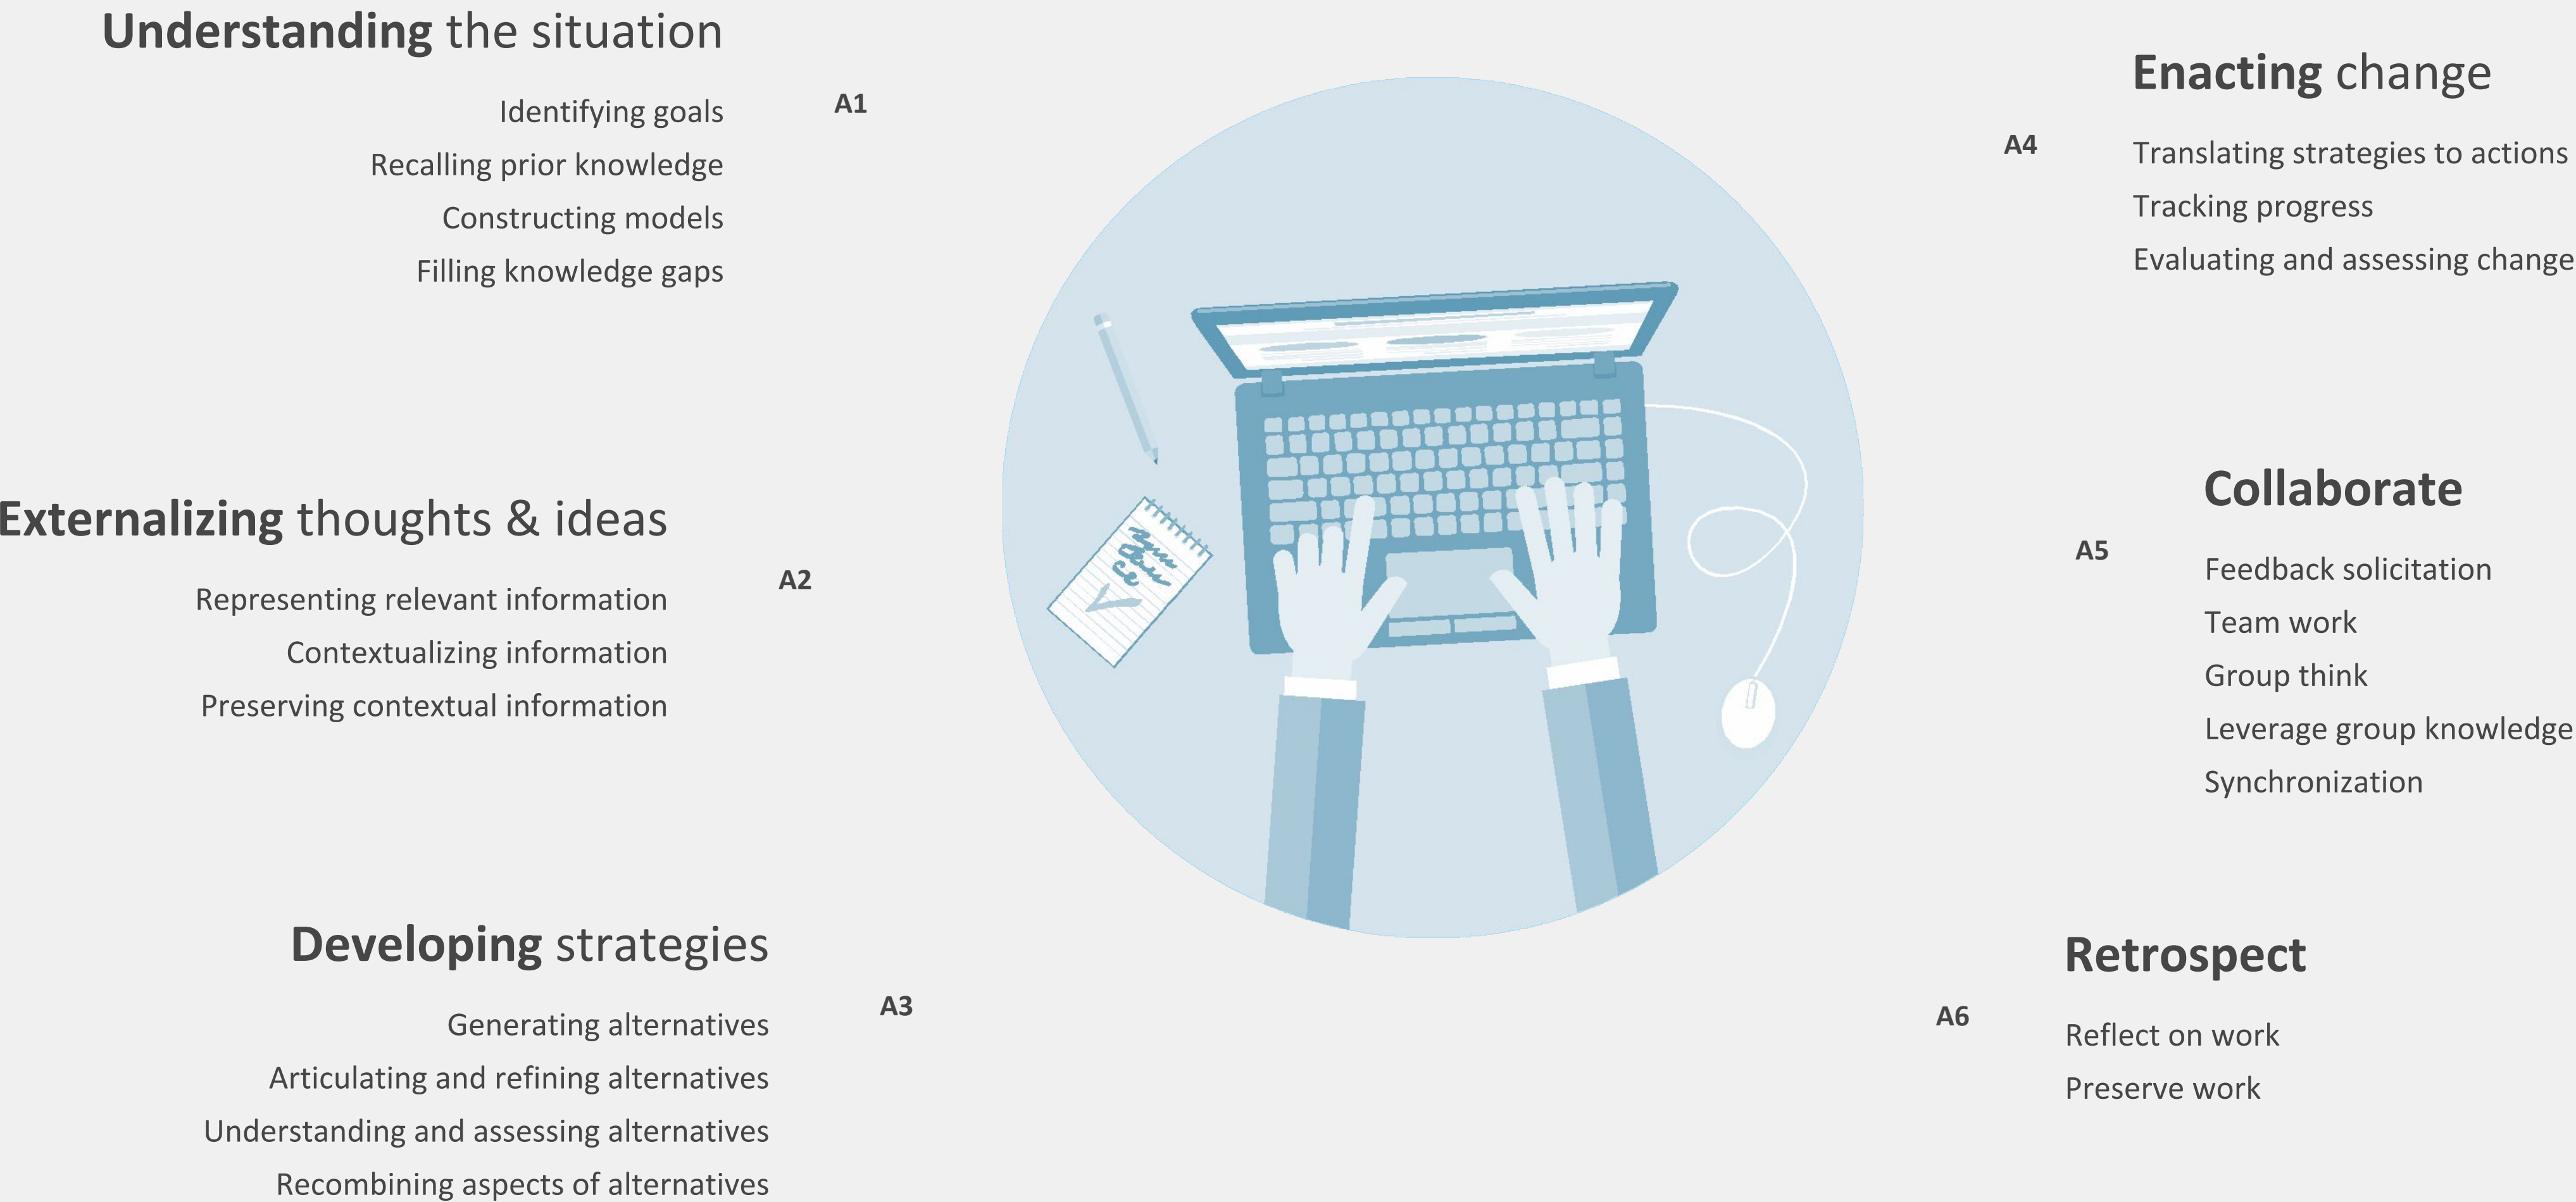 Understanding the situation
A1
Identifying goals
Recalling prior knowledge
Constructing models
Filling knowledge gaps
Externalizing thoughts & ideas
A2
Representing relevant information
Contextualizing information
Preserving contextual information
Developing strategies
A3
Generating alternatives
Articulating and refining alternatives
Understanding and assessing alternatives
Recombining aspects of alternatives
Enacting change
A4
Translating strategies to actions
Tracking progress
Evaluating and assessing change
Collaborate
A5
Feedback solicitation
Team work
Group think
Leverage group knowledge
Synchronization
Retrospect
A6
Reflect on work
Preserve work